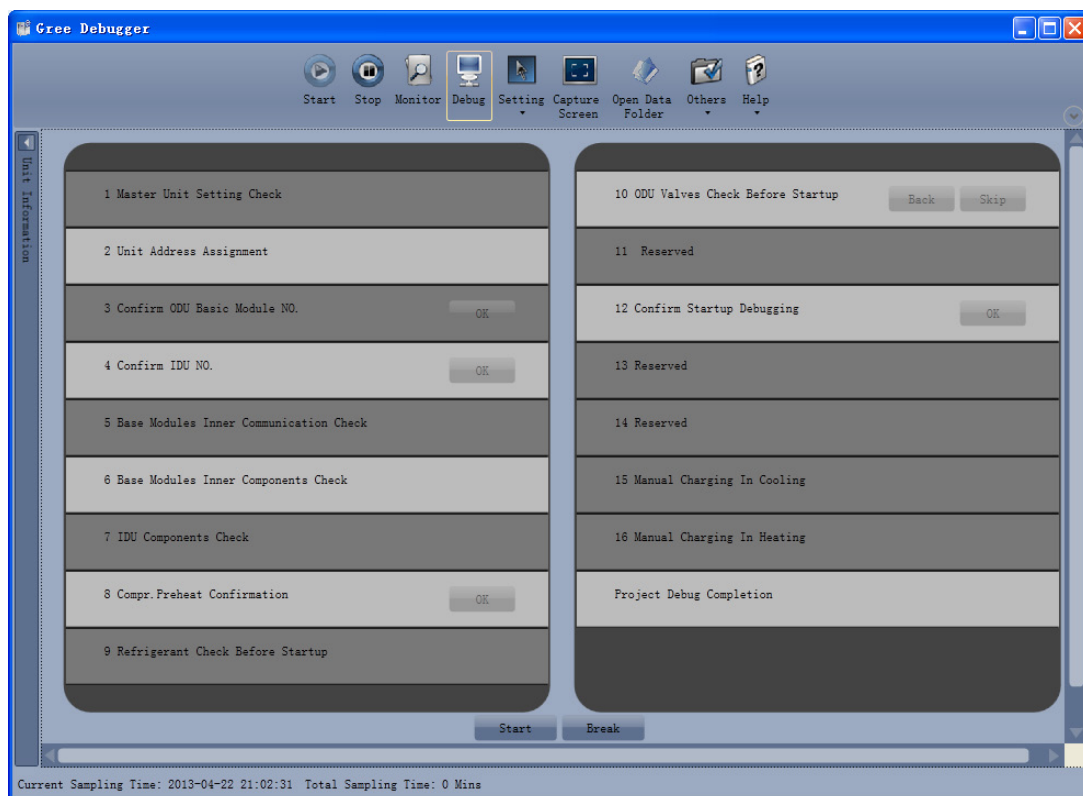 Gree Debugger
Start Stop Monitor Debug Setting Capture Screen Open Data Folder Others Help
Unit Information
1 Master Unit Setting Check
2 Unit Address Assignment
3 Confirm ODU Basic Module NO. OK
4 Confirm IDU NO. OK
5 Base Modules Inner Communication Check
6 Base Modules Inner Components Check
7 IDU Components Check
8 Compr.Preheat Confirmation OK
9 Refrigerant Check Before Startup
10 ODU Valves Check Before Startup Back Skip
11 Reserved
12 Confirm Startup Debugging OK
13 Reserved
14 Reserved
15 Manual Charging In Cooling
16 Manual Charging In Heating
Project Debug Completion
Start Break
Current Sampling Time: 2013-04-22 21:02:31 Total Sampling Time: 0 Mins